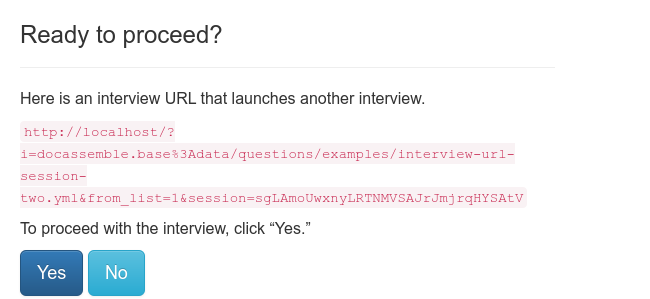 Ready to proceed?
Here is an interview URL that launches another interview.
http://localhost/?
i=docassemble.base%3Adata/questions/examples/interview-url-
session-
two.yml&from_list=1&session=sgLAmoUwxnyLRTNMVSAJrJmjrqHYSAtV
To proceed with the interview, click “Yes.”
Yes No